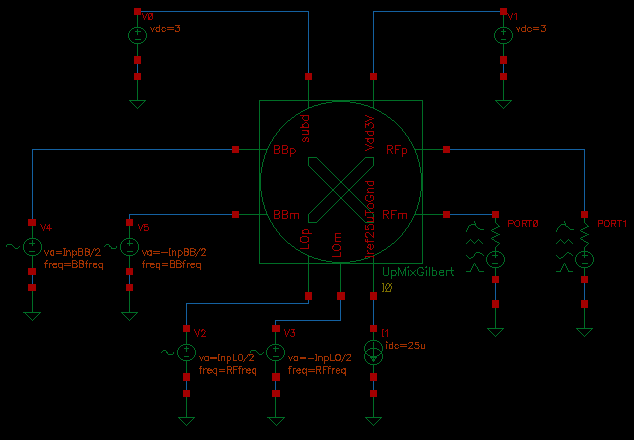 V0
vdc=3
V1
vdc=3
subd
Vdd3V
BBp
RFp
BBm
RFm
LOp
LOm
Iref25uToGnd
UpMixGilbert
I0
V4
va=InpBB/2
freq=BBfreq
V5
va=-InpBB/2
freq=BBfreq
PORT0
PORT1
V2
va=InpLO/2
freq=RFfreq
V3
va=-InpLO/2
freq=RFfreq
I1
idc=25u